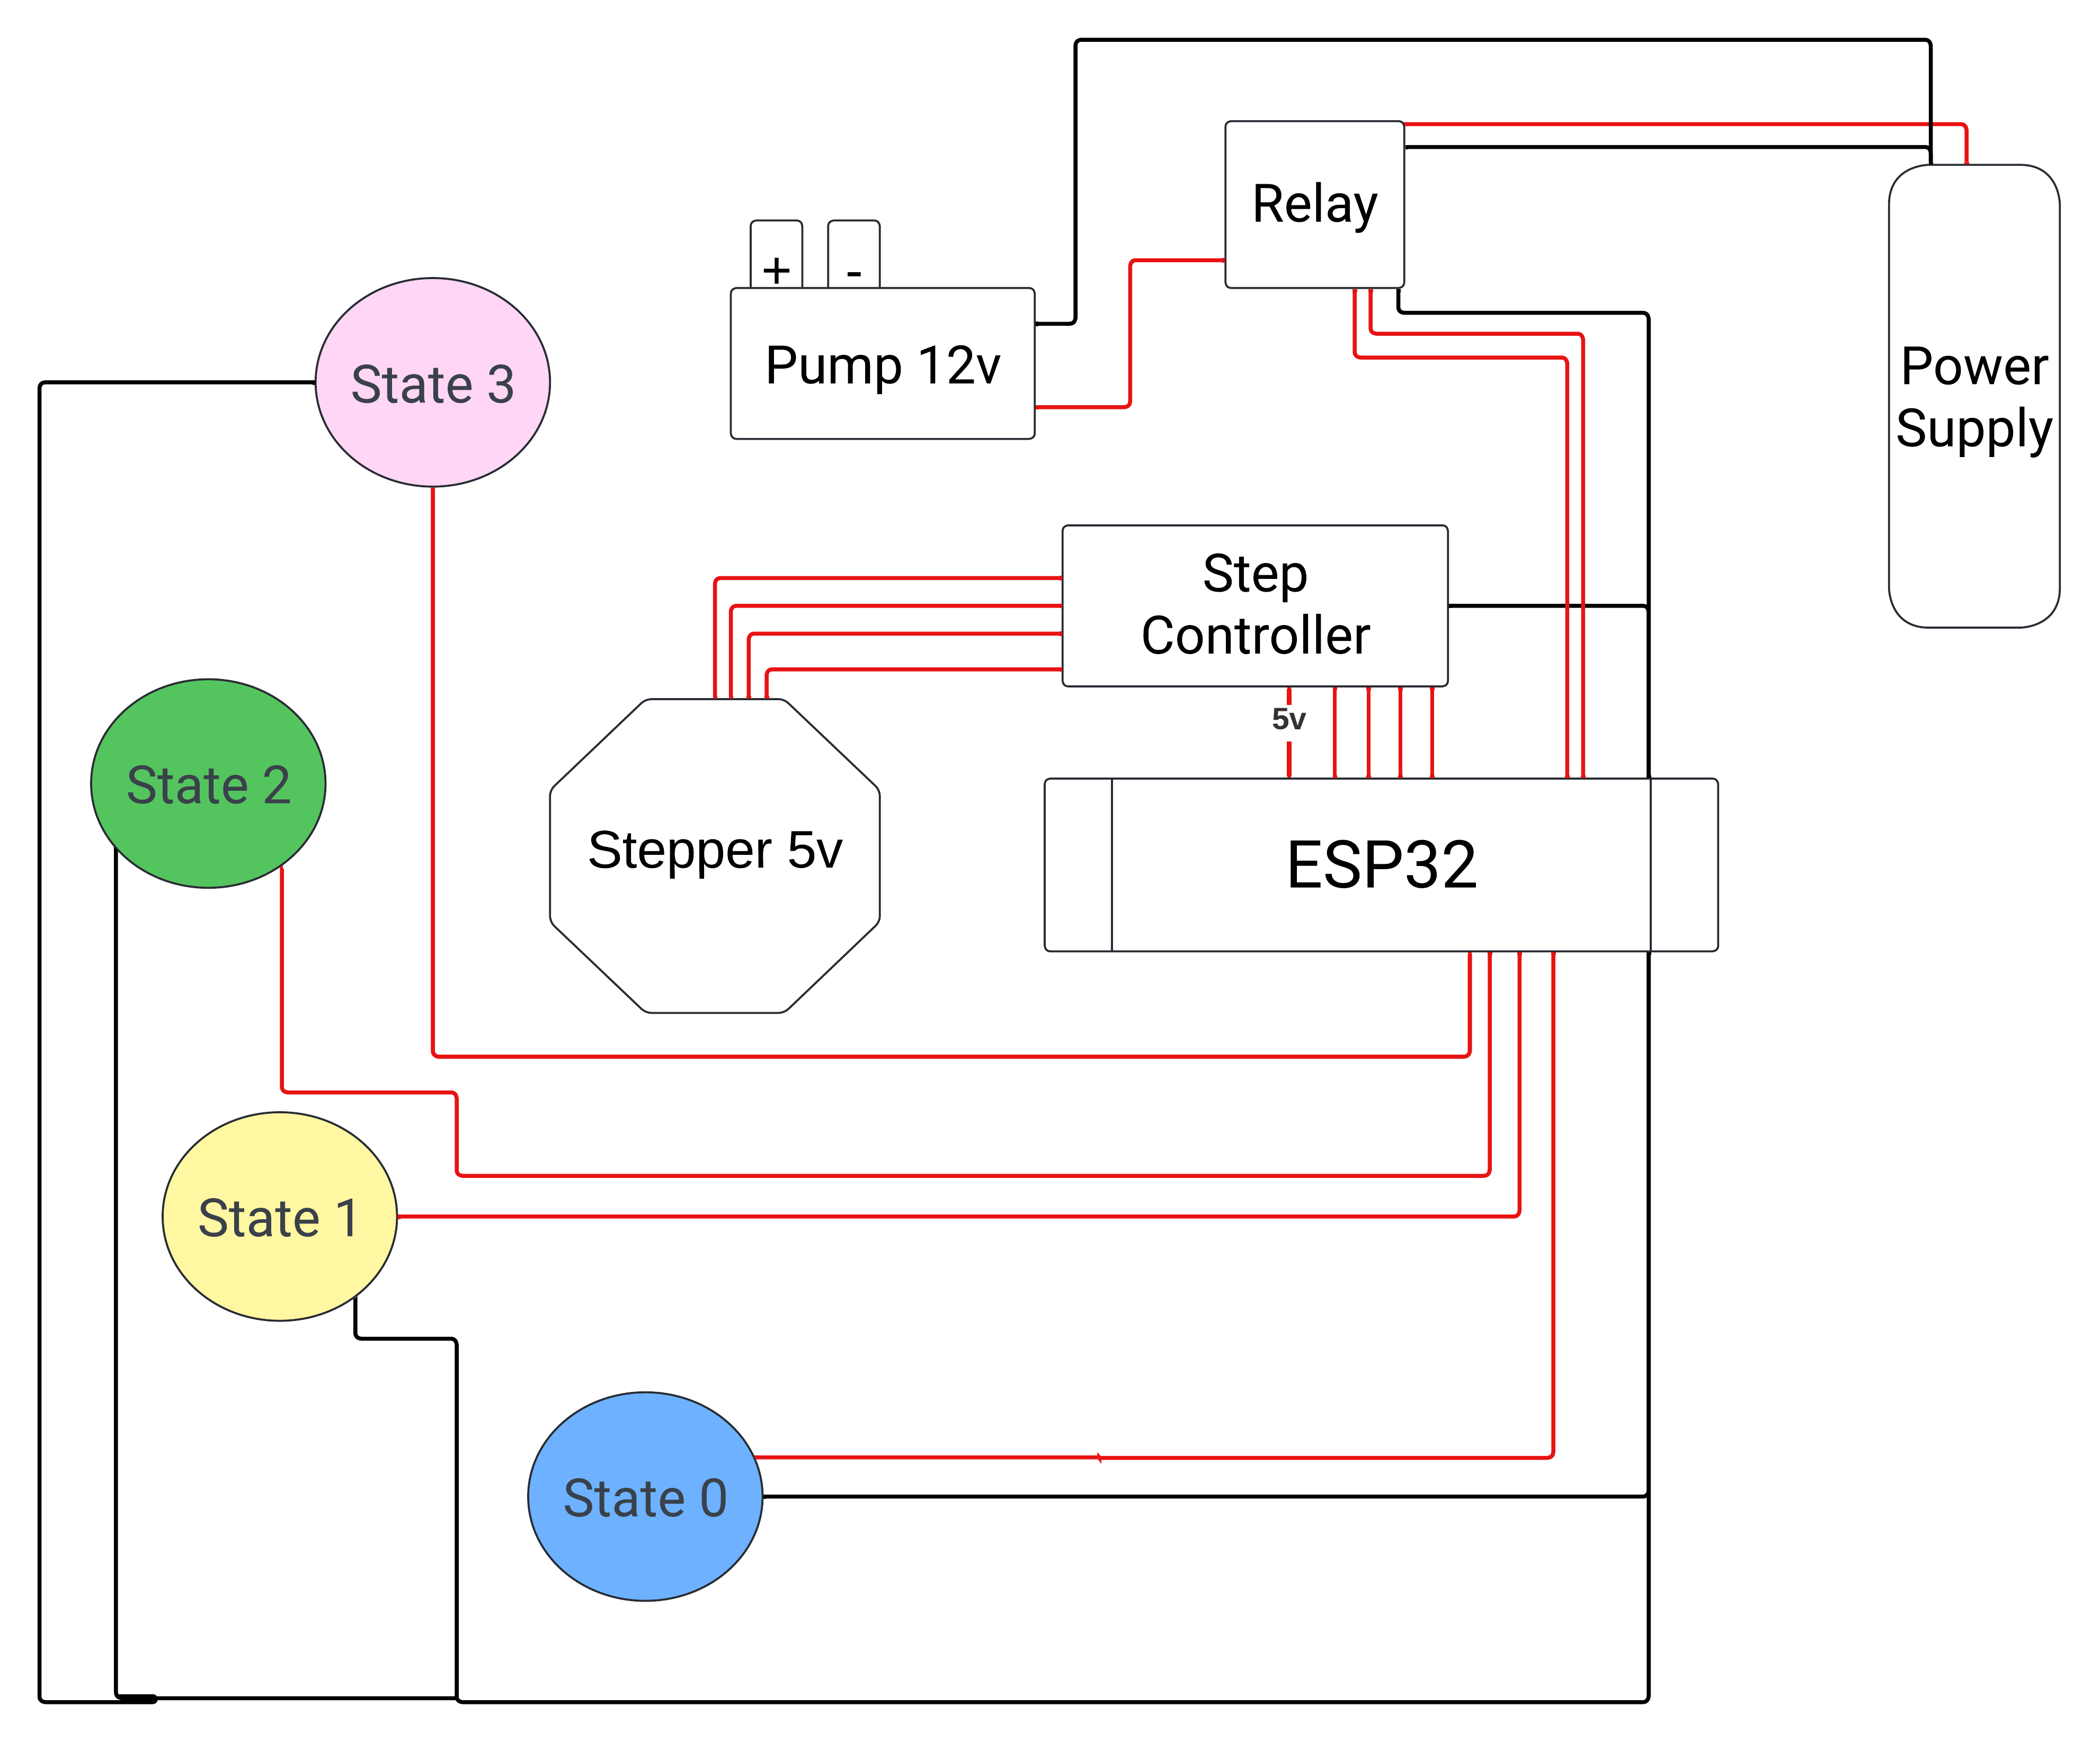 Relay
+ -
Pump 12v
State 3
Power
Supply
Step
Controller
5v
State 2
Stepper 5v
ESP32
State 1
State 0